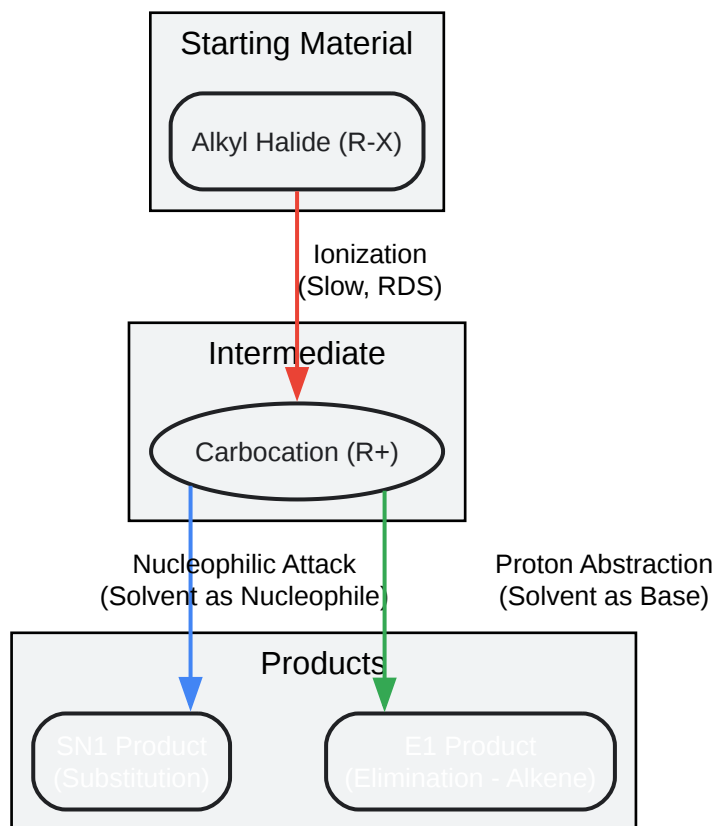 Starting Material
Alkyl Halide (R-X)
Ionization
(Slow, RDS)
Intermediate
Carbocation (R+)
Nucleophilic Attack
(Solvent as Nucleophile)
Proton Abstraction
(Solvent as Base)
Products
SN1 Product
(Substitution)
E1 Product
(Elimination - Alkene)